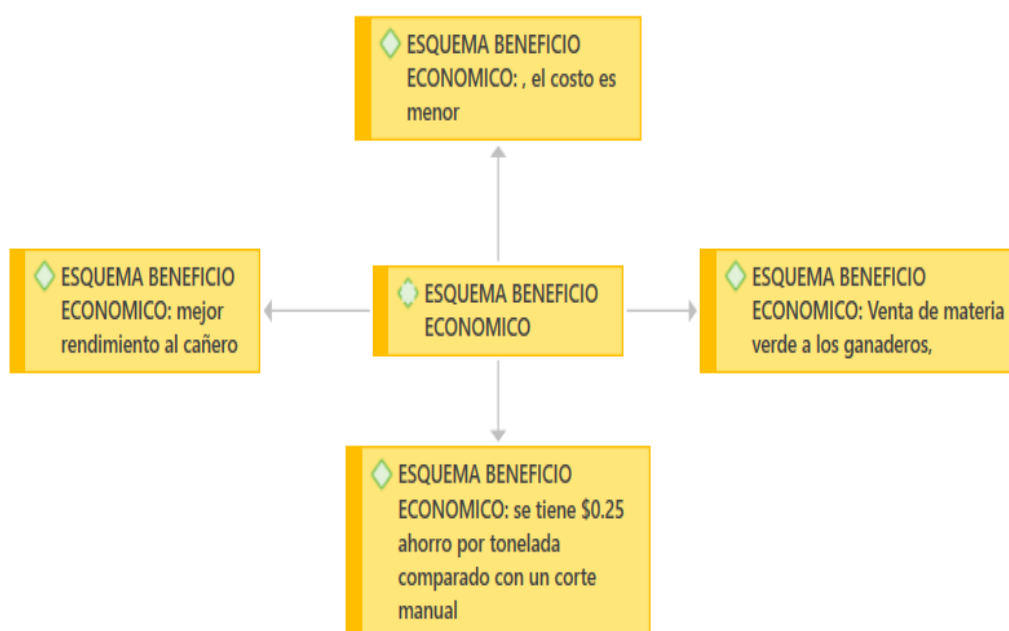 ESQUEMA BENEFICIO
ECONOMICO: , el costo es
menor
ESQUEMA BENEFICIO
ECONOMICO: mejor
rendimiento al cañero
ESQUEMA BENEFICIO
ECONOMICO
ESQUEMA BENEFICIO
ECONOMICO: Venta de materia
verde a los ganaderos,
ESQUEMA BENEFICIO
ECONOMICO: se tiene $0.25
ahorro por tonelada
comparado con un corte
manual